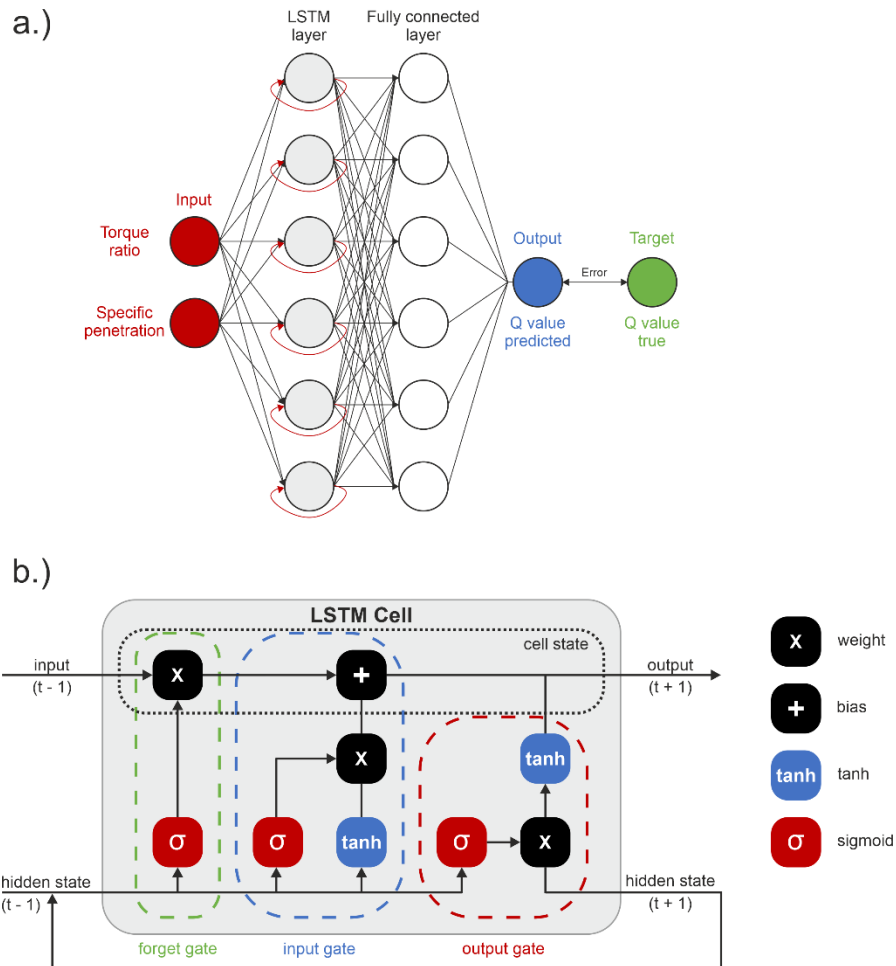 a.)
LSTM
layer
Fully connected
layer
Input
Torque
ratio
Specific
penetration
Output
Target
Error
Q value
predicted
Q value
true
b.)
LSTM Cell
cell state
input
(t - 1)
x
+
output
(t + 1)
x
tanh
σ
σ
tanh
σ
x
hidden state
(t - 1)
hidden state
(t + 1)
forget gate
input gate
output gate
x weight
+ bias
tanh tanh
σ sigmoid